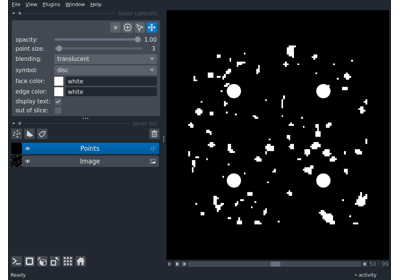 File View Plugins Window Help
layer controls
opacity: 1.00
point size: 3
blending: translucent
symbol: disc
face color: white
edge color: white
display text:
out of slice:
layer list
Points
Image
50 99
Ready
activity